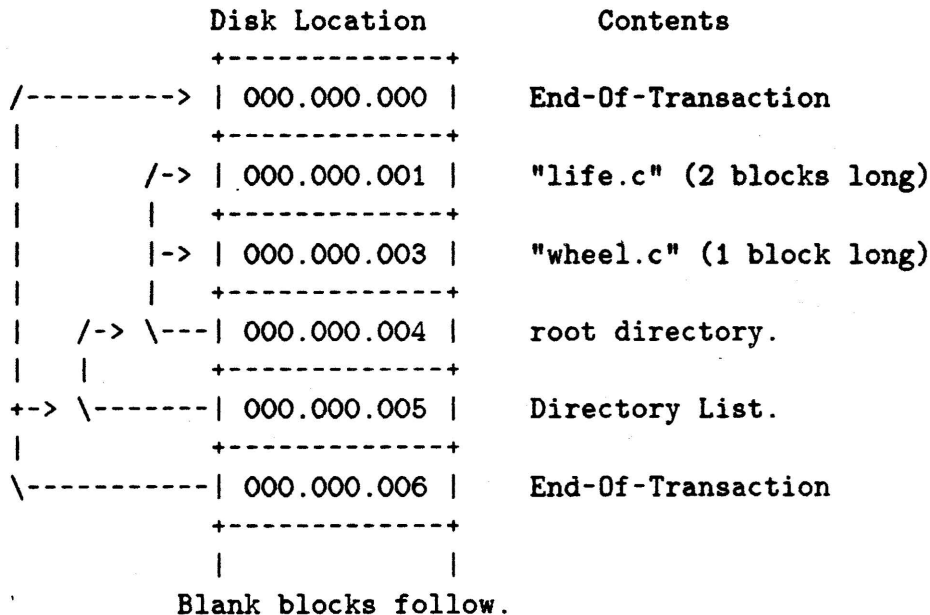 Disk Location Contents
+-------------+
/---------> | 000.000.000 | End-Of-Transaction
| +-------------+
| /-> | 000.000.001 | "life.c" (2 blocks long)
| | +-------------+
| |-> | 000.000.003 | "wheel.c" (1 block long)
| | +-------------+
| /-> \---| 000.000.004 | root directory.
| | +-------------+
+-> \-------| 000.000.005 | Directory List.
| +-------------+
\-----------| 000.000.006 | End-Of-Transaction
+-------------+
| |
Blank blocks follow.